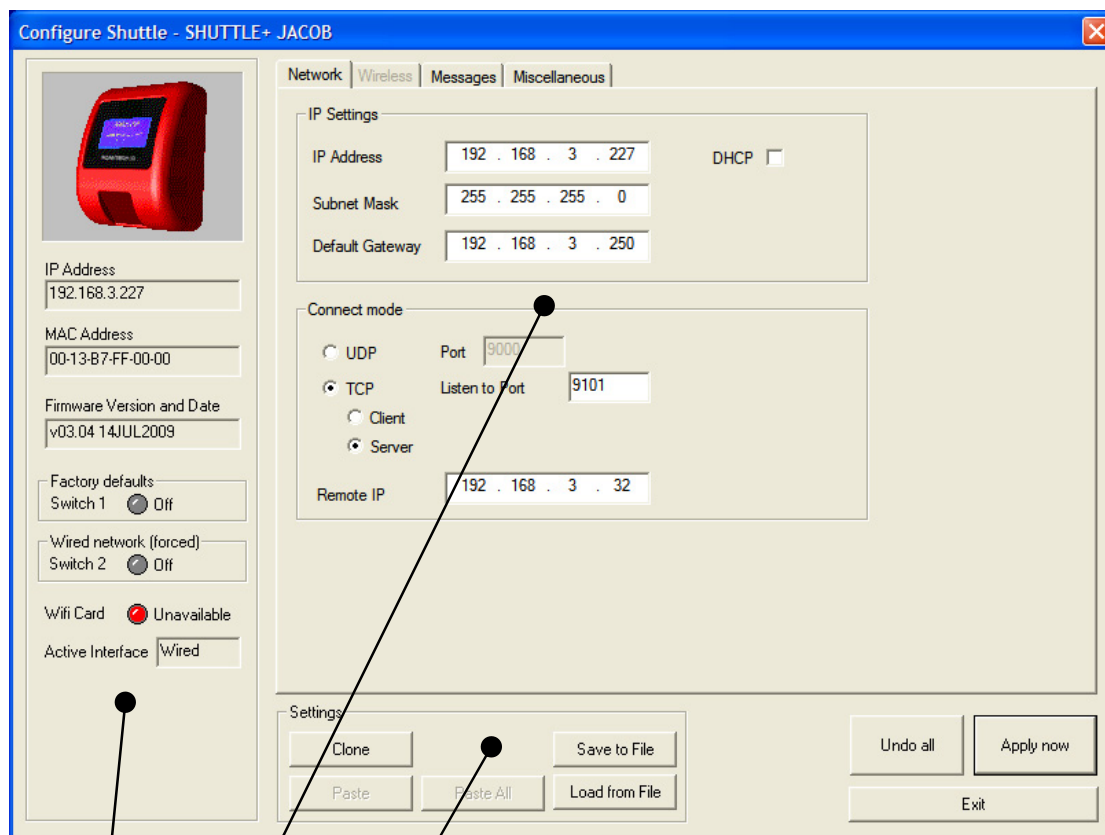 Configure Shuttle - SHUTTLE+ JACOB
IP Address
192.168.3.227
MAC Address
00-13-B7-FF-00-00
Firmware Version and Date
v03.04 14JUL2009
Factory defaults
Switch 1 Off
Wired network (forced)
Switch 2 Off
Wifi Card Unavailable
Active Interface Wired
Network Wireless Messages Miscellaneous
IP Settings
IP Address 192 . 168 . 3 . 227 DHCP
Subnet Mask 255 . 255 . 255 . 0
Default Gateway 192 . 168 . 3 . 250
Connect mode
UDP Port 9000
TCP Listen to Port 9101
Client
Server
Remote IP 192 . 168 . 3 . 32
Settings
Clone Save to File
Paste Paste All Load from File
Undo all Apply now
Exit